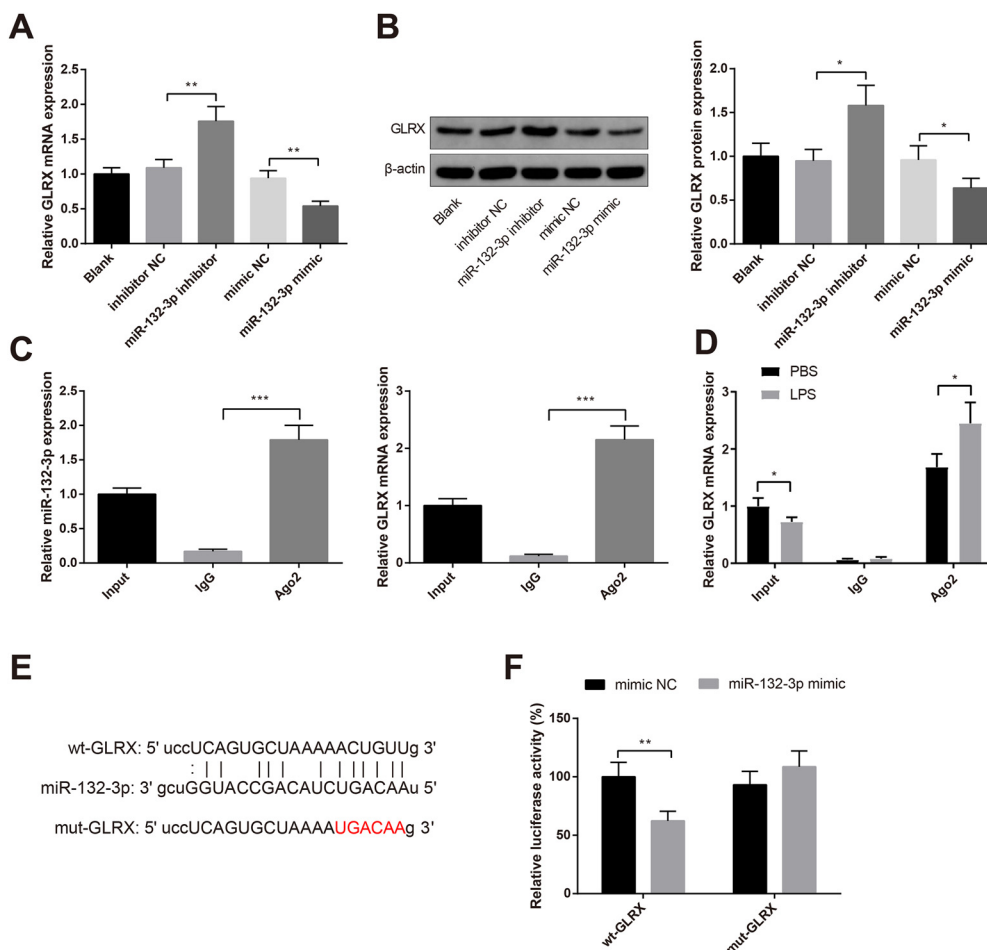 A
Relative GLRX mRNA expression
2.5
2.0
1.5
1.0
0.5
0.0
**
**
Blank
inhibitor NC
miR-132-3p inhibitor
mimic NC
miR-132-3p mimic
B
GLRX
β-actin
Blank
inhibitor NC
miR-132-3p inhibitor
mimic NC
miR-132-3p mimic
Relative GLRX protein expression
2.0
1.5
1.0
0.5
0.0
*
*
Blank
inhibitor NC
miR-132-3p inhibitor
mimic NC
miR-132-3p mimic
C
Relative miR-132-3p expression
2.5
2.0
1.5
1.0
0.5
0.0
***
Input
IgG
Ago2
Relative GLRX mRNA expression
3
2
1
0
***
Input
IgG
Ago2
D
PBS
LPS
Relative GLRX mRNA expression
3
2
1
0
*
*
Input
IgG
Ago2
E
wt-GLRX: 5' uccUCAGUGCUAAAAACUGUUg 3'
miR-132-3p: 3' gcuGGUACCGACAUCUGACAAu 5'
mut-GLRX: 5' uccUCAGUGCUAAAAUGACAAg 3'
F
mimic NC
miR-132-3p mimic
Relative luciferase activity (%)
150
100
50
0
**
wt-GLRX
mut-GLRX